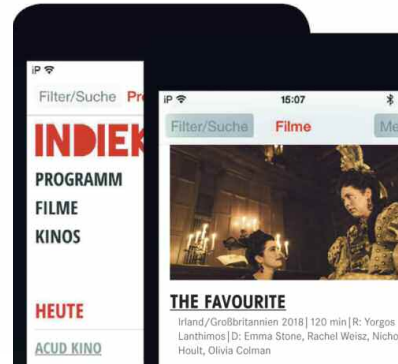 iP
Filter/Suche
INDIEK
PROGRAMM
FILME
KINOS
HEUTE
ACUD KINO
iP 15:07
Filter/Suche Filme Me
THE FAVOURITE
Irland/Großbritannien 2018 | 120 min | R: Yorgos
Lanthimos | D: Emma Stone, Rachel Weisz, Nicho
Hoult, Olivia Colman